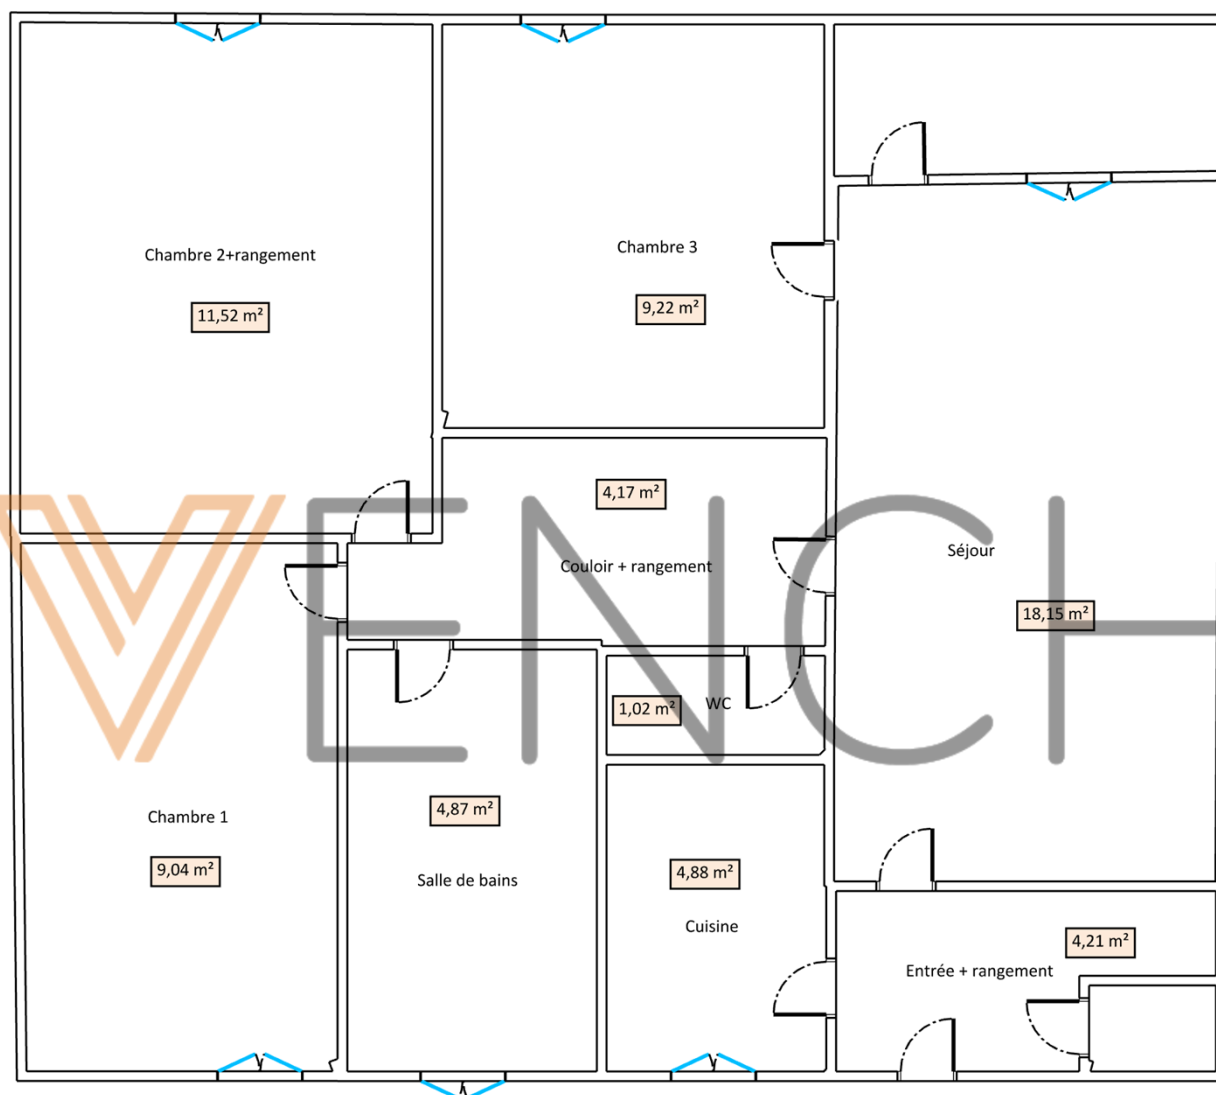 Chambre 2+rangement
11,52 m²
Chambre 3
9,22 m²
4,17 m²
Couloir + rangement
Séjour
18,15 m²
1,02 m²
WC
Chambre 1
9,04 m²
4,87 m²
Salle de bains
4,88 m²
Cuisine
4,21 m²
Entrée + rangement
VENCI